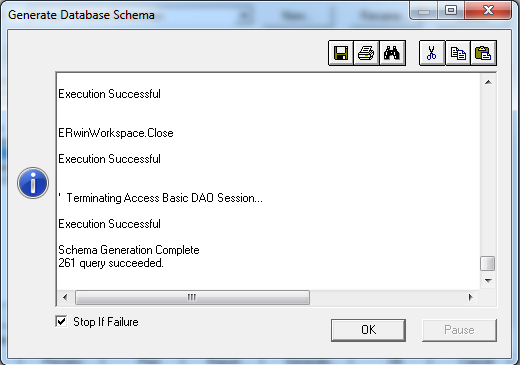 Generate Database Schema
Execution Successful
ERwinWorkspace.Close
Execution Successful
' Terminating Access Basic DAO Session...
Execution Successful
Schema Generation Complete
261 query succeeded.
Stop If Failure
OK
Pause